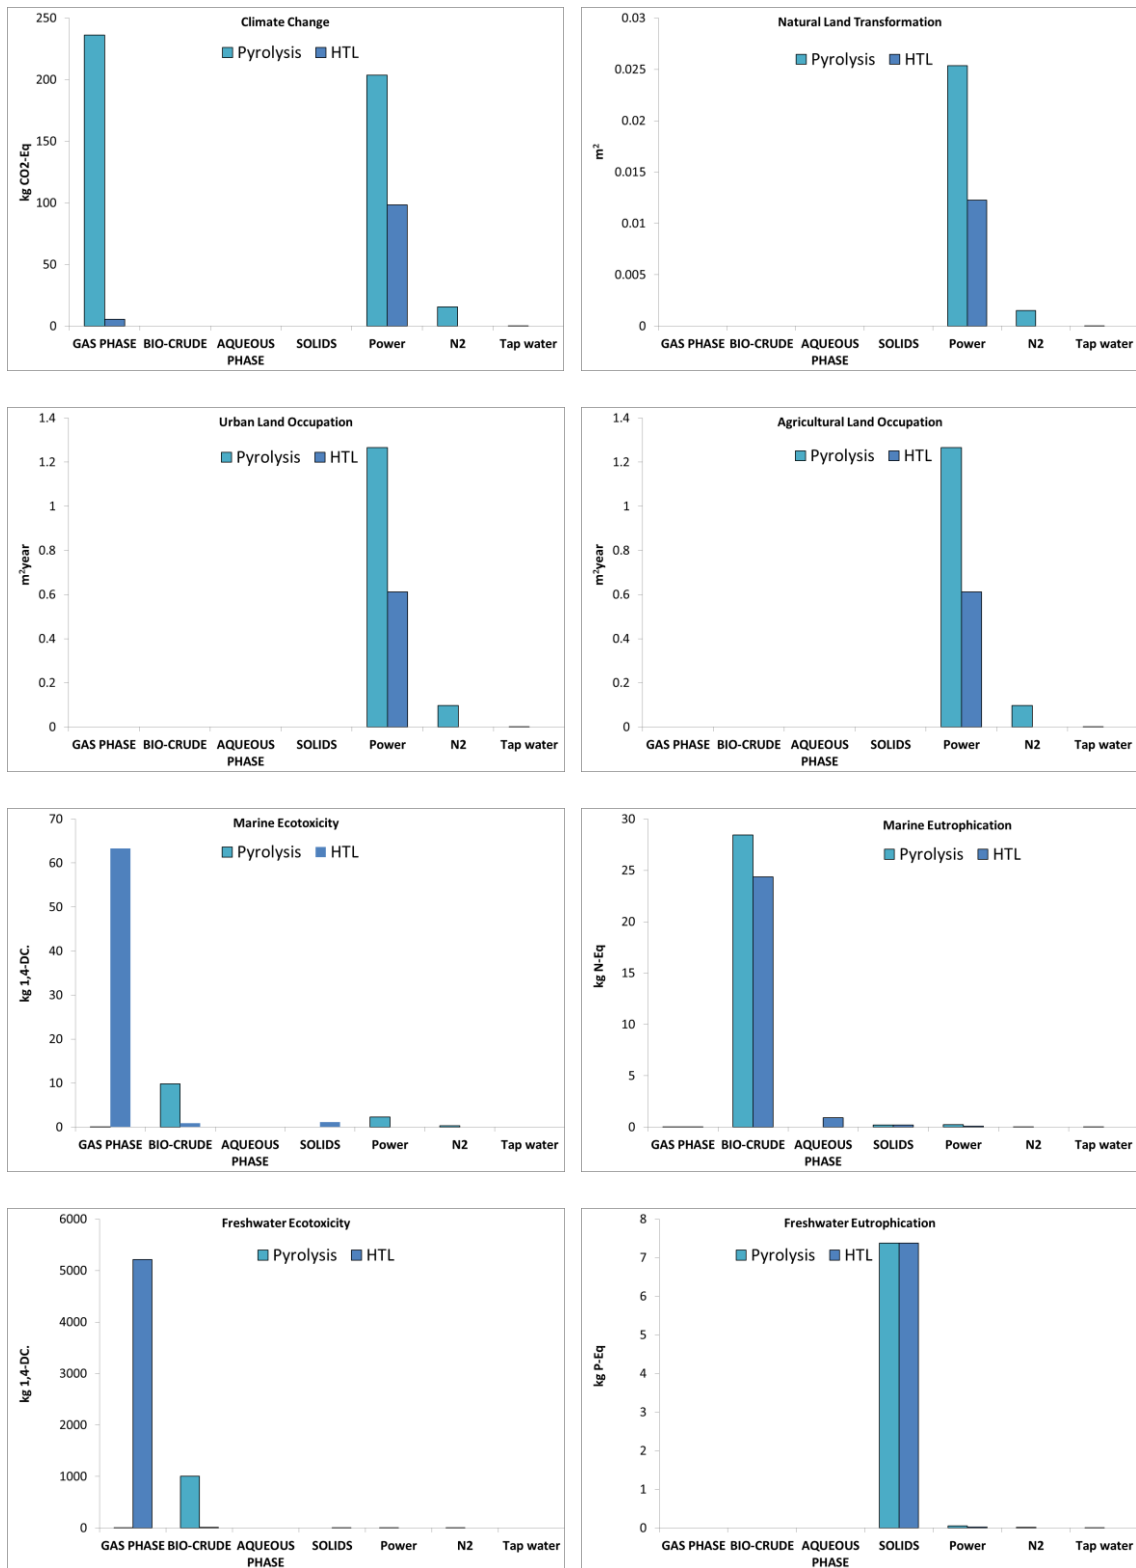 Climate Change
Pyrolysis HTL
kg CO2-Eq
250
200
150
100
50
0
GAS PHASE BIO-CRUDE AQUEOUS PHASE SOLIDS Power N2 Tap water
Natural Land Transformation
Pyrolysis HTL
m²
0.03
0.025
0.02
0.015
0.01
0.005
0
GAS PHASE BIO-CRUDE AQUEOUS PHASE SOLIDS Power N2 Tap water
Urban Land Occupation
Pyrolysis HTL
m²year
1.4
1.2
1
0.8
0.6
0.4
0.2
0
GAS PHASE BIO-CRUDE AQUEOUS PHASE SOLIDS Power N2 Tap water
Agricultural Land Occupation
Pyrolysis HTL
m²year
1.4
1.2
1
0.8
0.6
0.4
0.2
0
GAS PHASE BIO-CRUDE AQUEOUS PHASE SOLIDS Power N2 Tap water
Marine Ecotoxicity
Pyrolysis HTL
kg 1,4-DC.
70
60
50
40
30
20
10
0
GAS PHASE BIO-CRUDE AQUEOUS PHASE SOLIDS Power N2 Tap water
Marine Eutrophication
Pyrolysis HTL
kg N-Eq
30
25
20
15
10
5
0
GAS PHASE BIO-CRUDE AQUEOUS PHASE SOLIDS Power N2 Tap water
Freshwater Ecotoxicity
Pyrolysis HTL
kg 1,4-DC.
6000
5000
4000
3000
2000
1000
0
GAS PHASE BIO-CRUDE AQUEOUS PHASE SOLIDS Power N2 Tap water
Freshwater Eutrophication
Pyrolysis HTL
kg P-Eq
8
7
6
5
4
3
2
1
0
GAS PHASE BIO-CRUDE AQUEOUS PHASE SOLIDS Power N2 Tap water